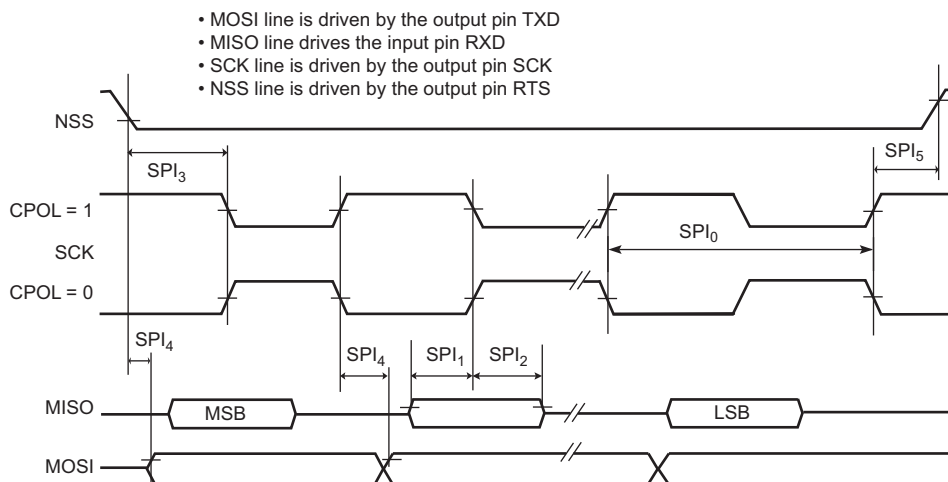 • MOSI line is driven by the output pin TXD
• MISO line drives the input pin RXD
• SCK line is driven by the output pin SCK
• NSS line is driven by the output pin RTS
NSS
SPI3
SPI5
CPOL = 1
SPI0
SCK
CPOL = 0
SPI4
SPI4
SPI1
SPI2
MISO
MSB
LSB
MOSI